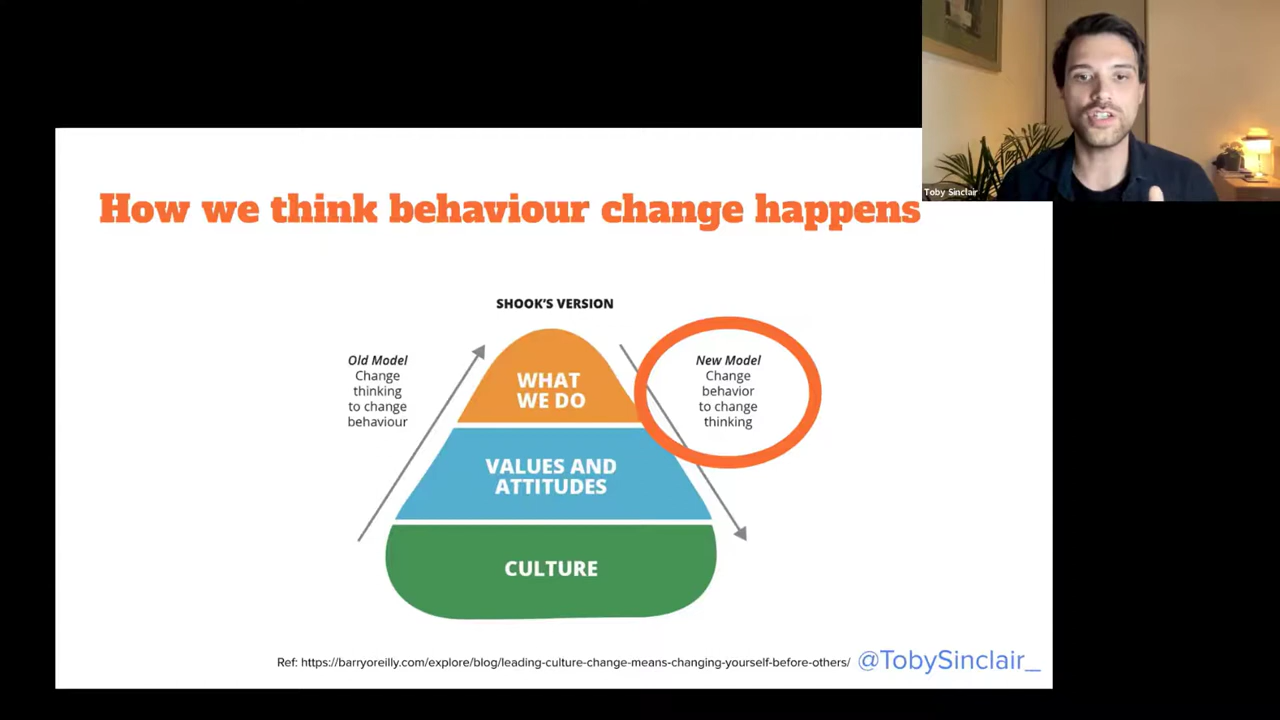 Toby Sinclair
How we think behaviour change happens
SHOOK'S VERSION
Old Model
Change
thinking
to change
behaviour
New Model
Change
behavior
to change
thinking
WHAT
WE DO
VALUES AND
ATTITUDES
CULTURE
Ref: https://barryoreilly.com/explore/blog/leading-culture-change-means-changing-yourself-before-others/
@TobySinclair_